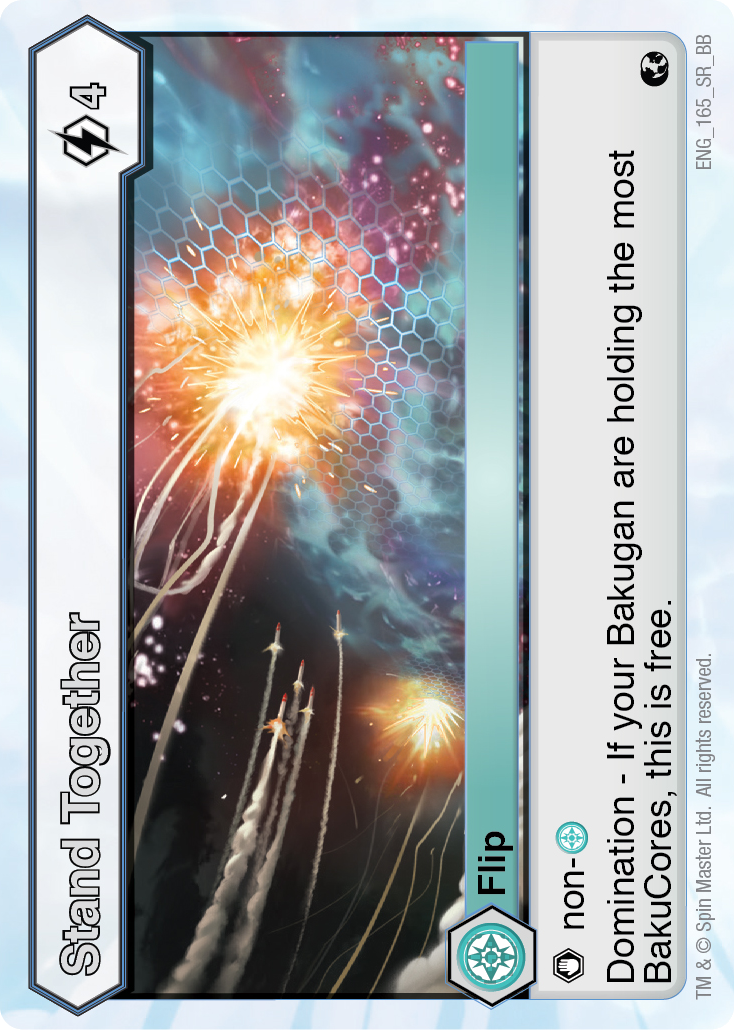 Stand Together
4
Flip
non-
Domination - If your Bakugan are holding the most
BakuCores, this is free.
TM & © Spin Master Ltd. All rights reserved.
ENG_165_SR_BB